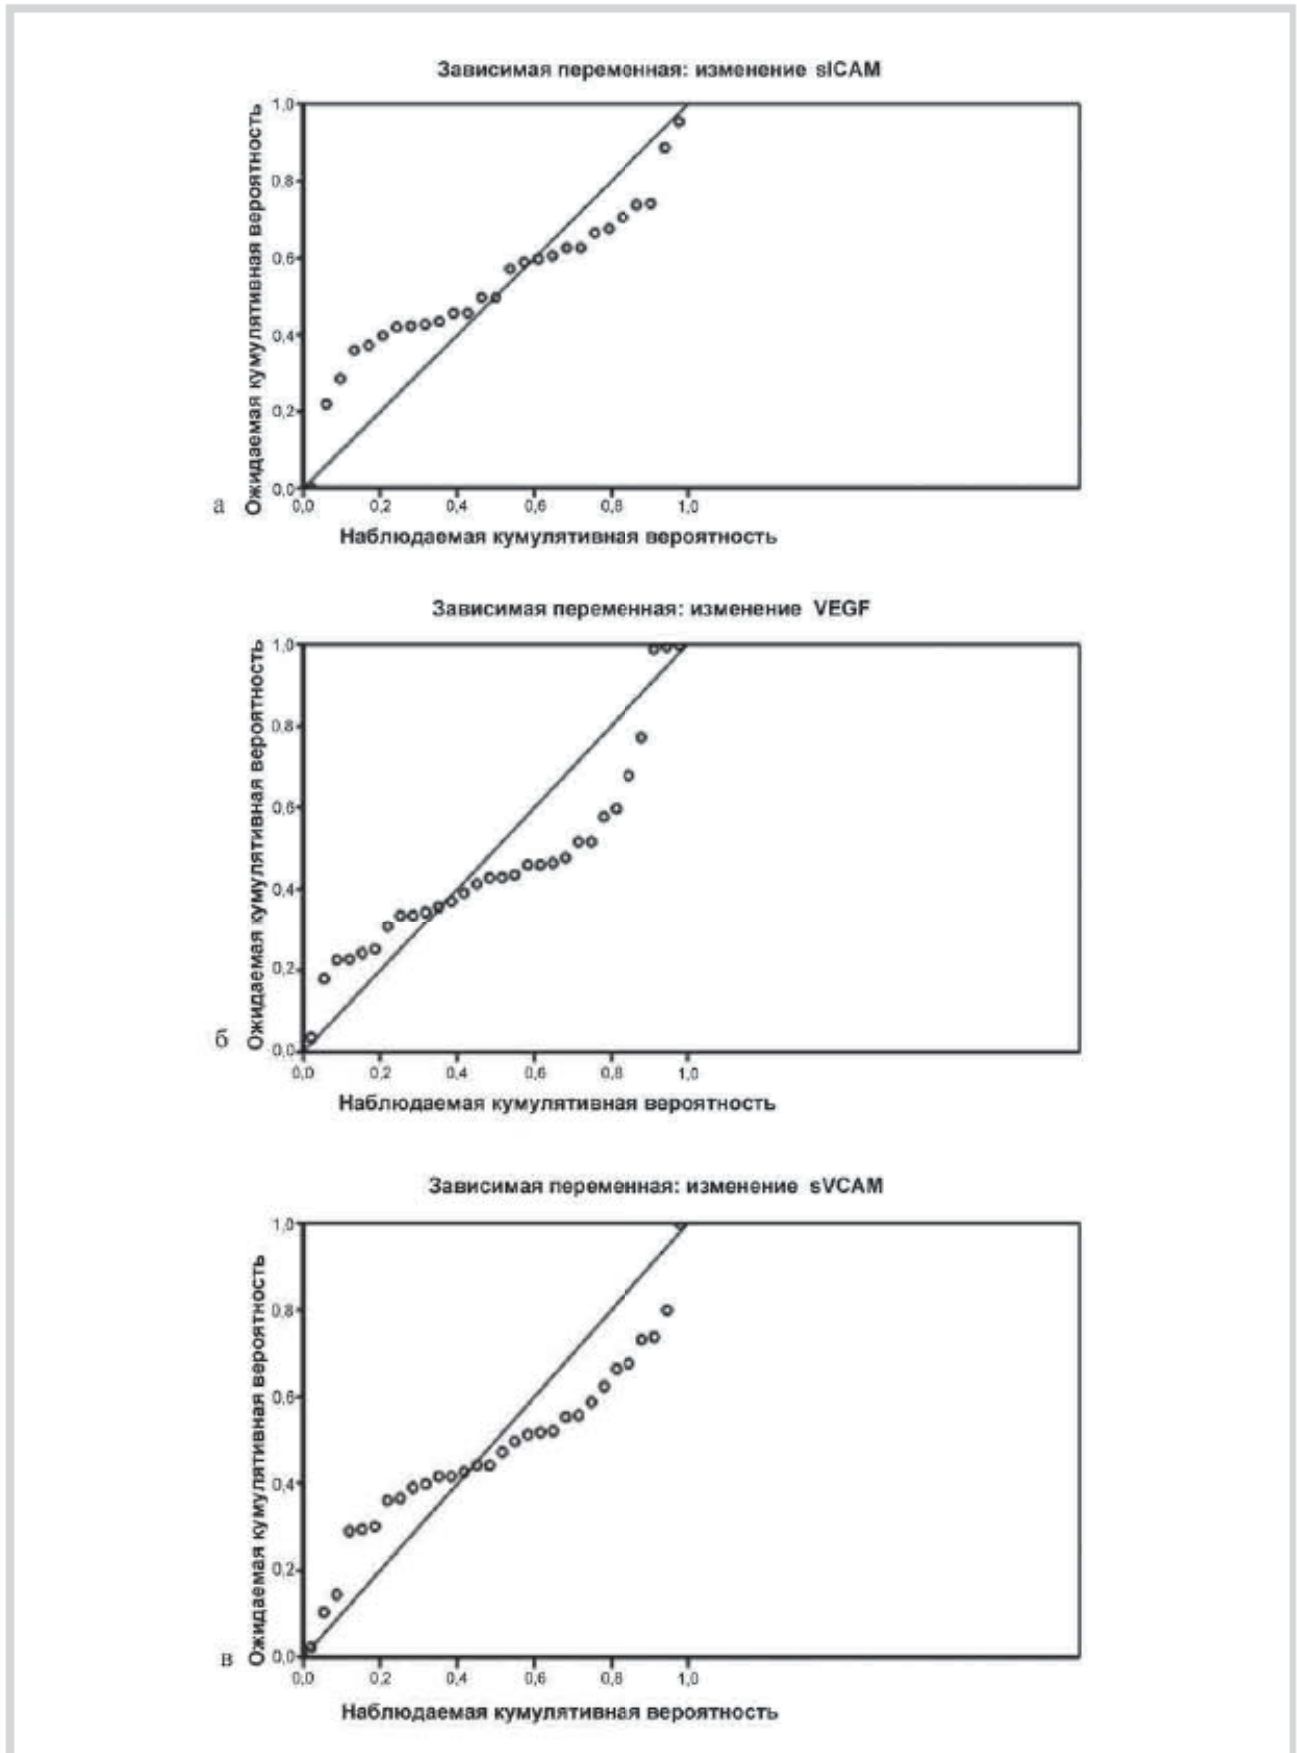 Зависимая переменная: изменение sICAM
Ожидаемая кумулятивная вероятность
1,0
0,8
0,6
0,4
0,2
0,0
а
0,0 0,2 0,4 0,6 0,8 1,0
Наблюдаемая кумулятивная вероятность
Зависимая переменная: изменение VEGF
Ожидаемая кумулятивная вероятность
1,0
0,8
0,6
0,4
0,2
0,0
б
0,0 0,2 0,4 0,6 0,8 1,0
Наблюдаемая кумулятивная вероятность
Зависимая переменная: изменение sVCAM
Ожидаемая кумулятивная вероятность
1,0
0,8
0,6
0,4
0,2
0,0
в
0,0 0,2 0,4 0,6 0,8 1,0
Наблюдаемая кумулятивная вероятность